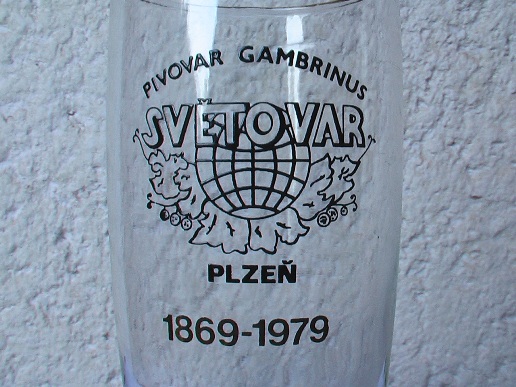 PIVOVAR GAMBRINUS
SVĚTOVAR
PLZEŇ
1869-1979